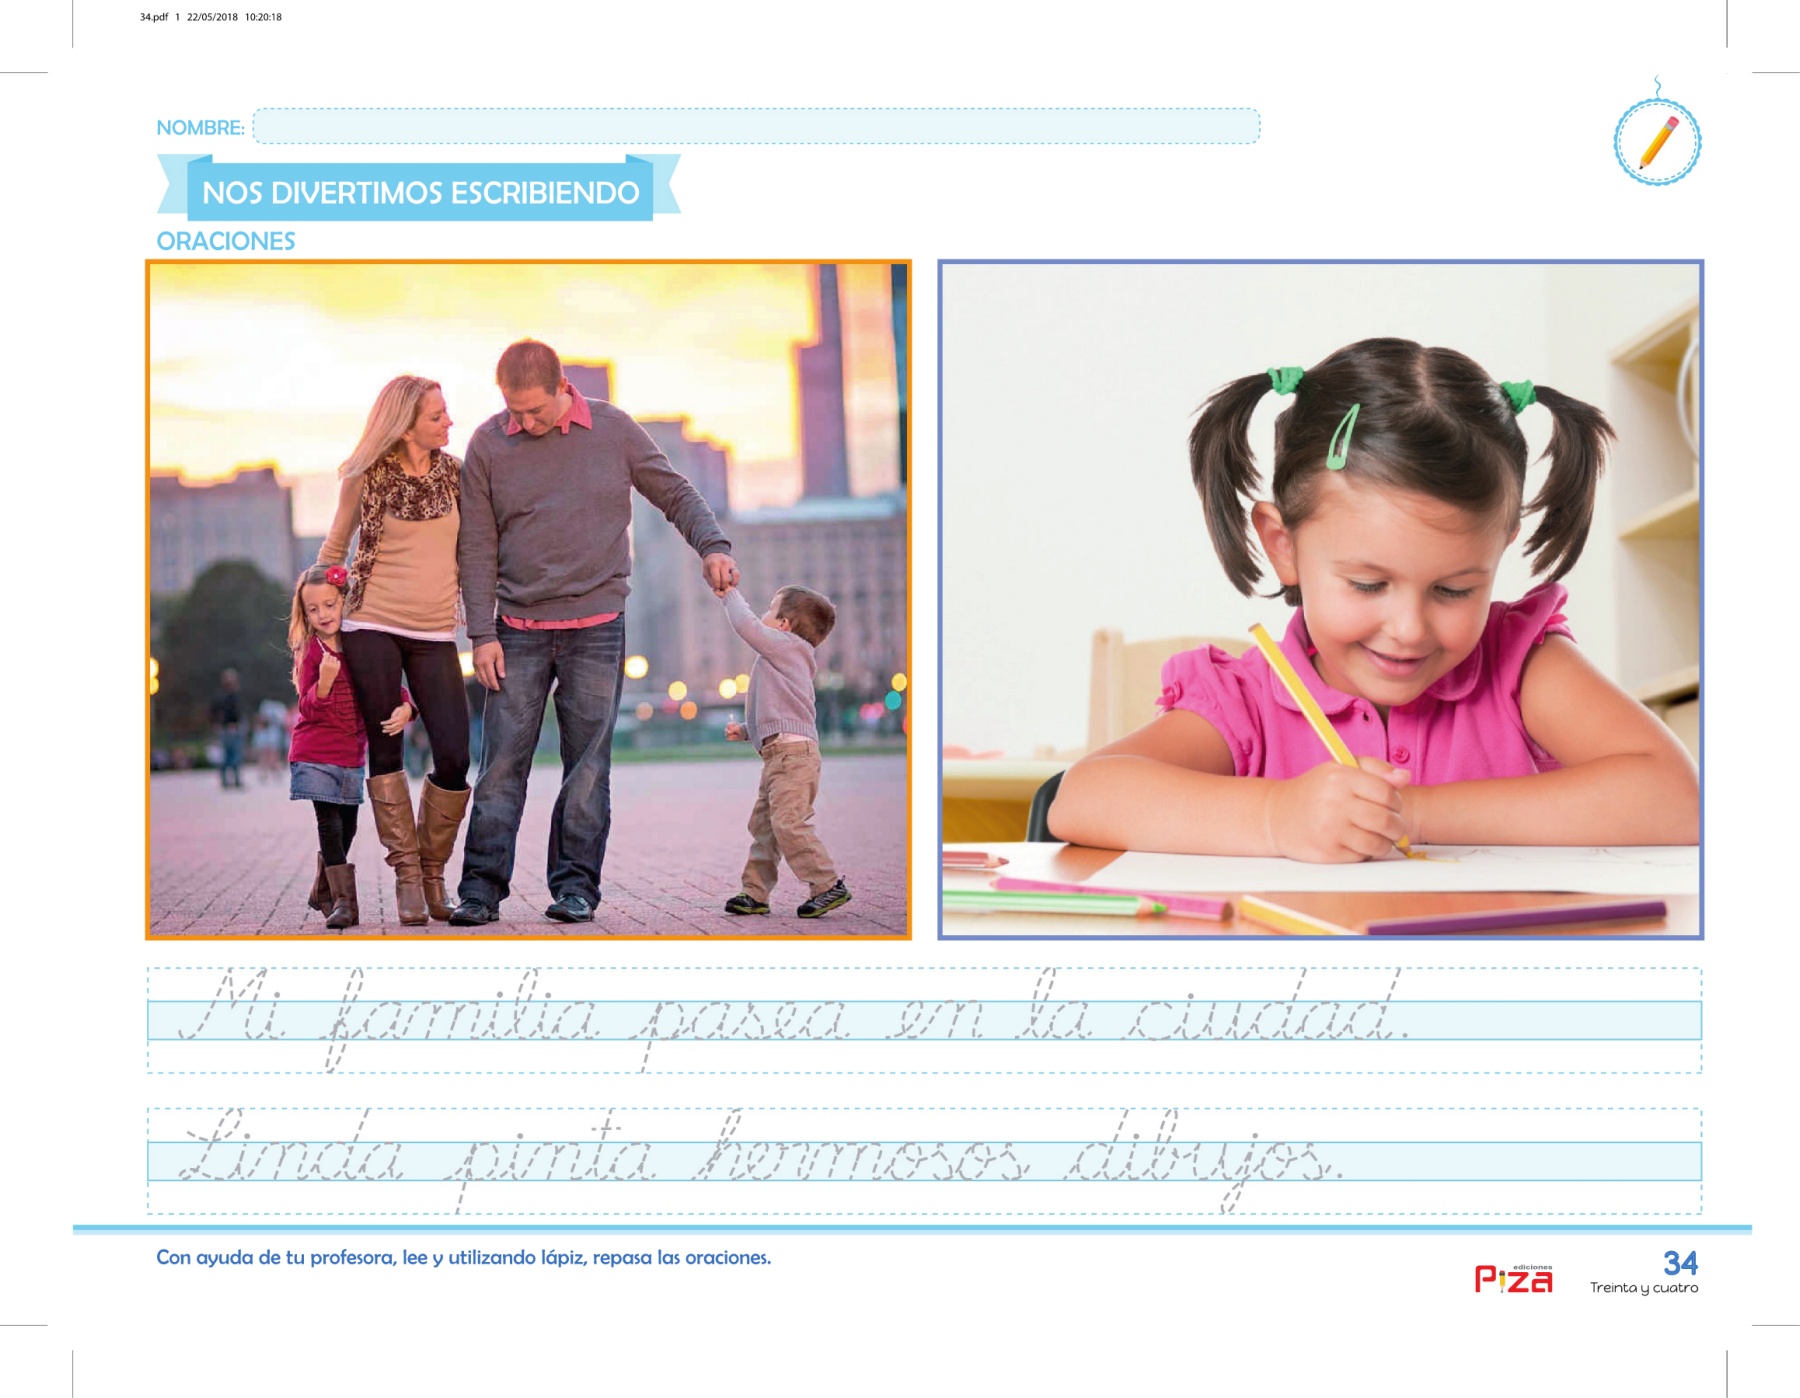 34.pdf 1 22/05/2018 10:20:18
NOMBRE:
NOS DIVERTIMOS ESCRIBIENDO
ORACIONES
Mi familia pasea en la ciudad.
Linda pinta hermosos dibujos.
Con ayuda de tu profesora, lee y utilizando lápiz, repasa las oraciones.
ediciones
Piza
34
Treinta y cuatro